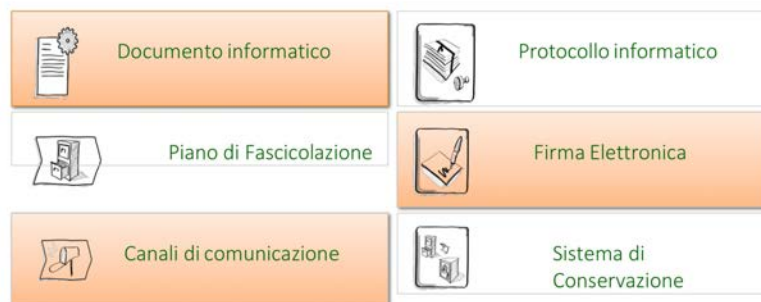 Documento informatico
Protocollo informatico
Piano di Fascicolazione
Firma Elettronica
Canali di comunicazione
Sistema di
Conservazione